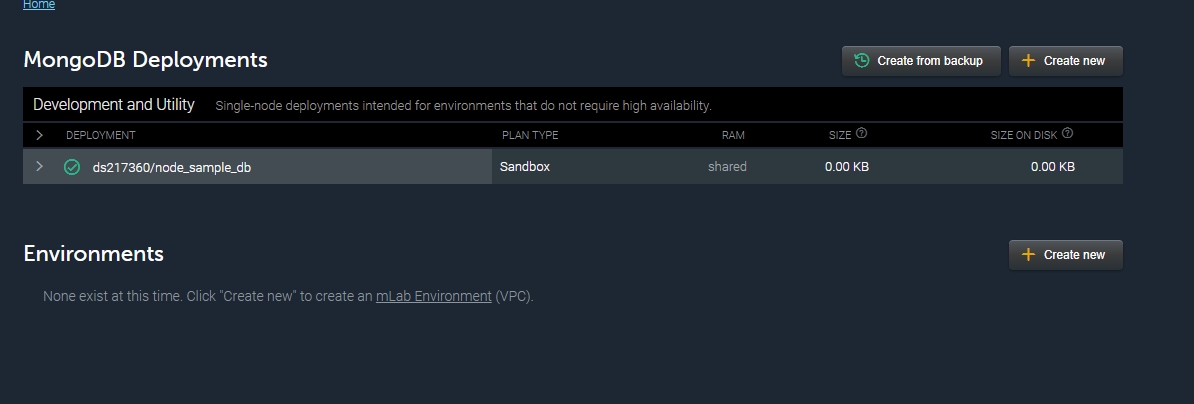 Home
MongoDB Deployments
Create from backup
Create new
Development and Utility Single-node deployments intended for environments that do not require high availability.
DEPLOYMENT PLAN TYPE RAM SIZE SIZE ON DISK
ds217360/node_sample_db Sandbox shared 0.00 KB 0.00 KB
Environments
Create new
None exist at this time. Click "Create new" to create an mLab Environment (VPC).